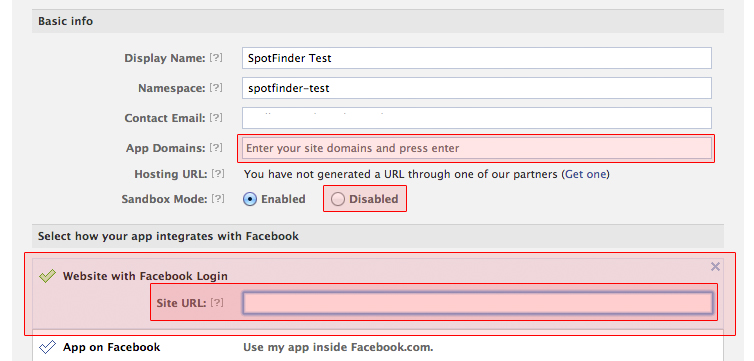 Basic info
Display Name: [?] SpotFinder Test
Namespace: [?] spotfinder-test
Contact Email: [?]
App Domains: [?] Enter your site domains and press enter
Hosting URL: [?] You have not generated a URL through one of our partners (Get one)
Sandbox Mode: [?] Enabled Disabled
Select how your app integrates with Facebook
Website with Facebook Login
Site URL: [?]
App on Facebook Use my app inside Facebook.com.